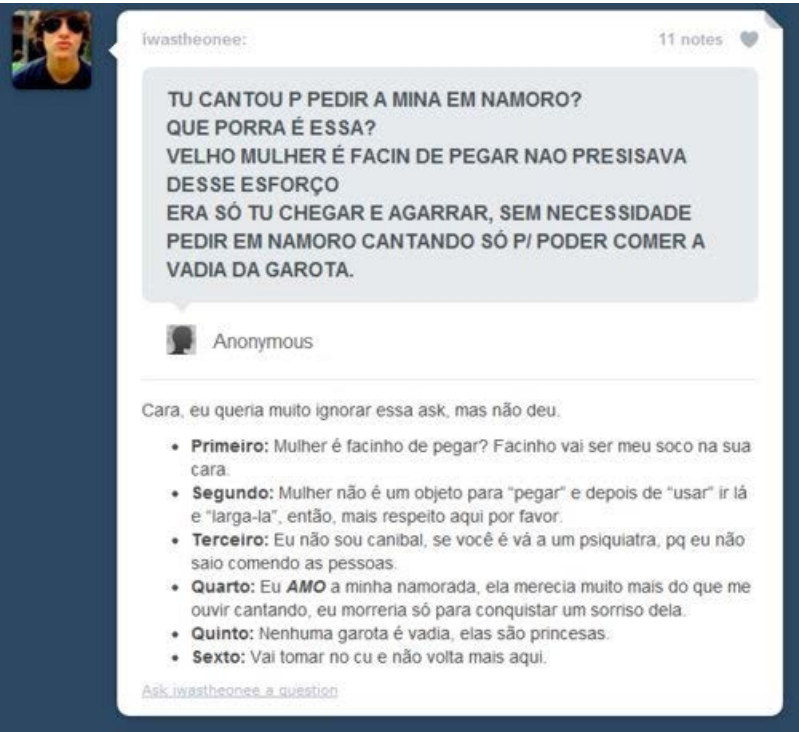 iwastheonee:
11 notes
TU CANTOU P PEDIR A MINA EM NAMORO?
QUE PORRA É ESSA?
VELHO MULHER É FACIN DE PEGAR NAO PRESISAVA
DESSE ESFORÇO
ERA SÓ TU CHEGAR E AGARRAR, SEM NECESSIDADE
PEDIR EM NAMORO CANTANDO SÓ P/ PODER COMER A
VADIA DA GAROTA.
Anonymous
Cara, eu queria muito ignorar essa ask, mas não deu.
• Primeiro: Mulher é facinho de pegar? Facinho vai ser meu soco na sua
cara.
• Segundo: Mulher não é um objeto para “pegar” e depois de “usar” ir lá
e “larga-la”, então, mais respeito aqui por favor.
• Terceiro: Eu não sou canibal, se você é vá a um psiquiatra, pq eu não
saio comendo as pessoas.
• Quarto: Eu AMO a minha namorada, ela merecia muito mais do que me
ouvir cantando, eu morreria só para conquistar um sorriso dela.
• Quinto: Nenhuma garota é vadia, elas são princesas.
• Sexto: Vai tomar no cu e não volta mais aqui.
Ask iwastheonee a question